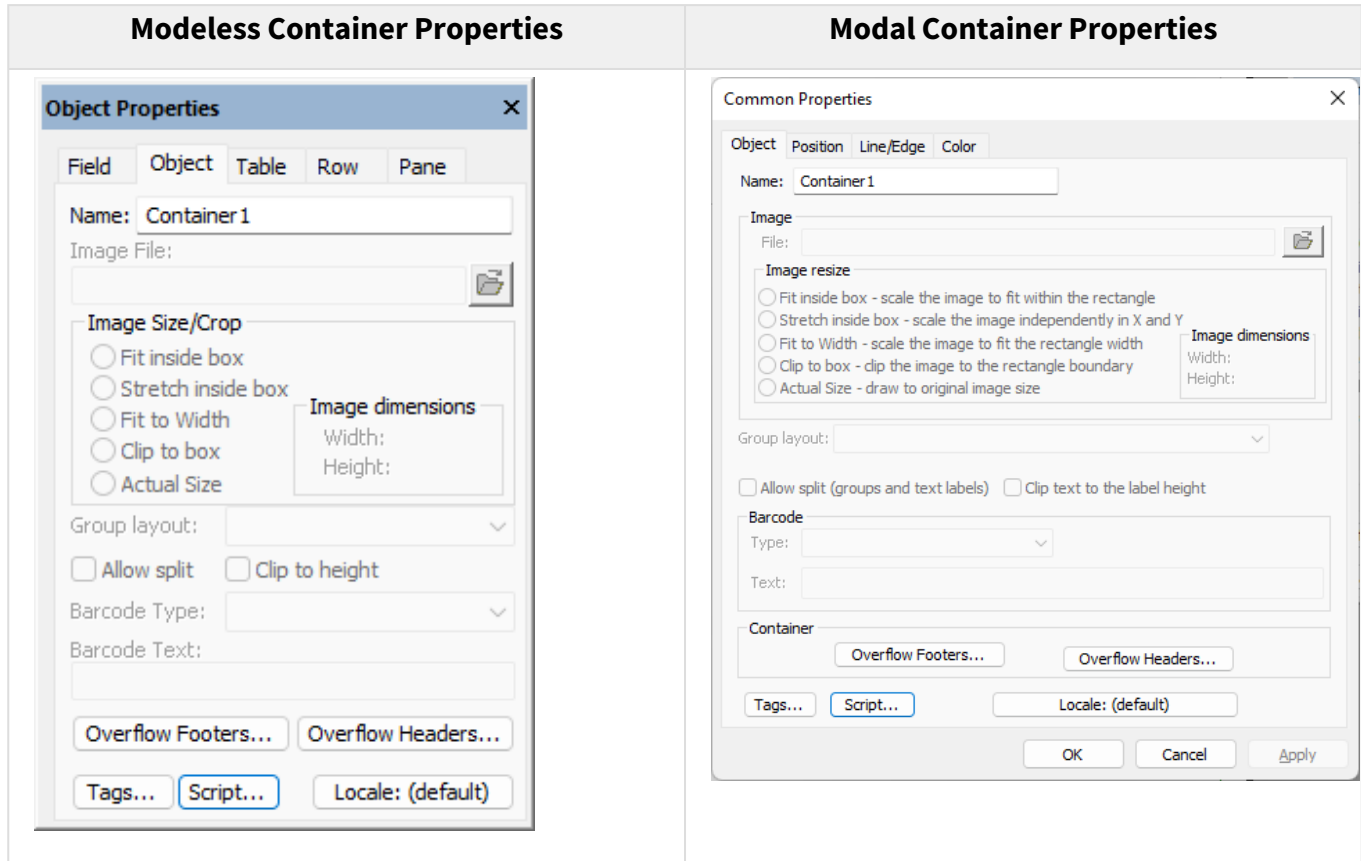 Modeless Container Properties
Modal Container Properties
Object Properties
Field Object Table Row Pane
Name: Container1
Image File:
Image Size/Crop
Fit inside box
Stretch inside box
Fit to Width
Clip to box
Actual Size
Image dimensions
Width:
Height:
Group layout:
Allow split Clip to height
Barcode Type:
Barcode Text:
Overflow Footers... Overflow Headers...
Tags... Script... Locale: (default)
Common Properties
Object Position Line/Edge Color
Name: Container1
Image
File:
Image resize
Fit inside box - scale the image to fit within the rectangle
Stretch inside box - scale the image independently in X and Y
Fit to Width - scale the image to fit the rectangle width
Clip to box - clip the image to the rectangle boundary
Actual Size - draw to original image size
Image dimensions
Width:
Height:
Group layout:
Allow split (groups and text labels) Clip text to the label height
Barcode
Type:
Text:
Container
Overflow Footers... Overflow Headers...
Tags... Script... Locale: (default)
OK Cancel Apply